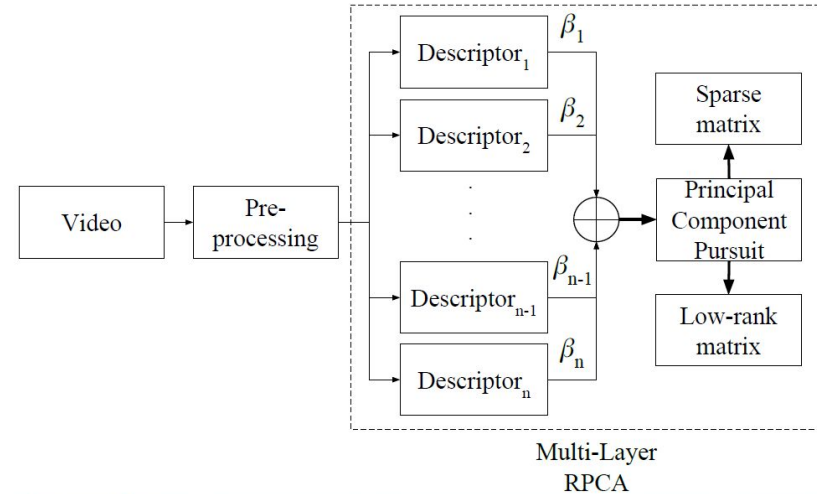 Video
Pre-
processing
Descriptor₁
β₁
Descriptor₂
β₂
.
.
.
Descriptorₙ₋₁
βₙ₋₁
Descriptorₙ
βₙ
Sparse
matrix
Principal
Component
Pursuit
Low-rank
matrix
Multi-Layer
RPCA